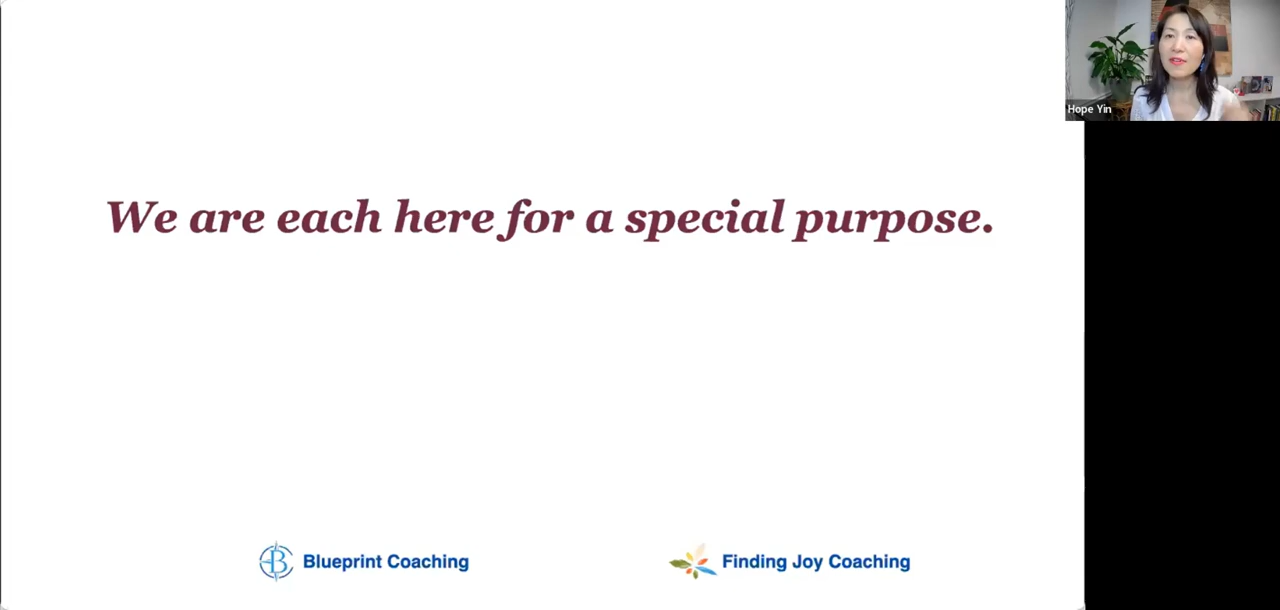 Hope Yin
We are each here for a special purpose.
Blueprint Coaching
Finding Joy Coaching